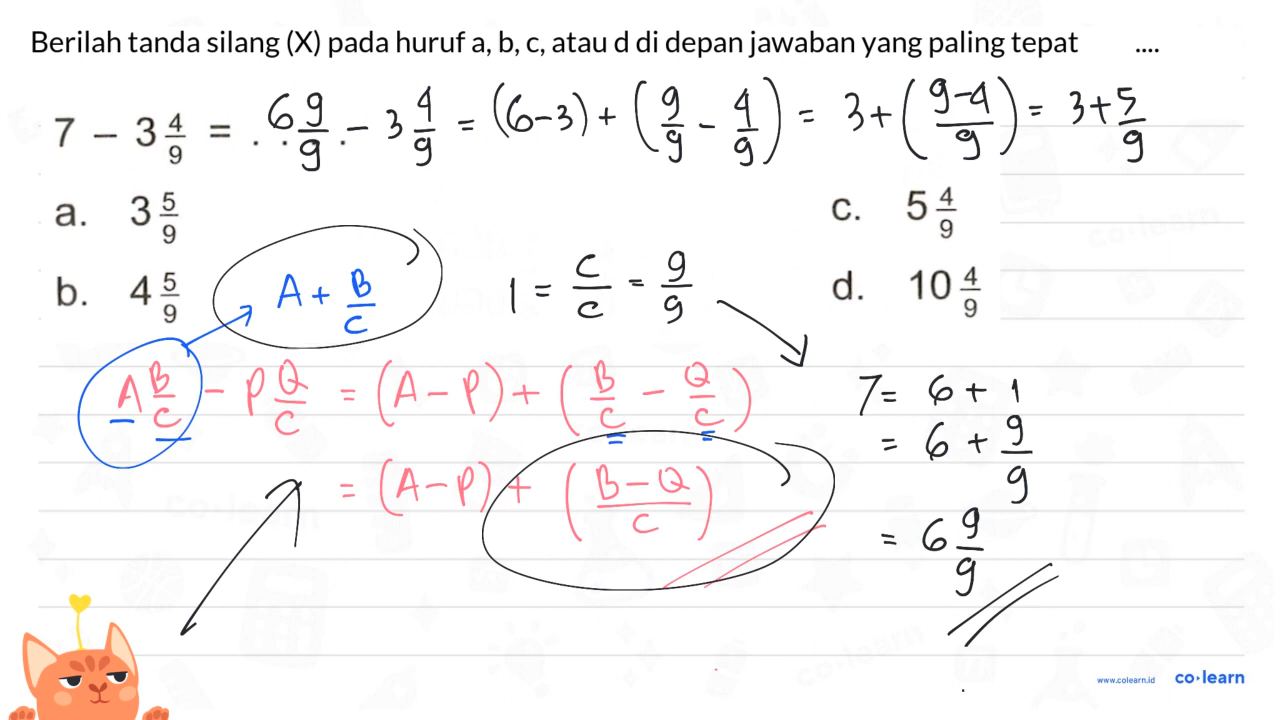 Berilah tanda silang (X) pada huruf a, b, c, atau d di depan jawaban yang paling tepat ....
7 - 3 4/9 = . . 6 9/9 . - 3 4/9 = (6-3) + (9/9 - 4/9) = 3 + ((9-4)/9) = 3 + 5/9
a. 3 5/9
c. 5 4/9
b. 4 5/9
d. 10 4/9
A + B/C
1 = C/C = 9/9
A B/C - P Q/C = (A - P) + (B/C - Q/C)
= (A - P) + ((B - Q)/C)
7 = 6 + 1
= 6 + 9/9
= 6 9/9
www.colearn.id co·learn